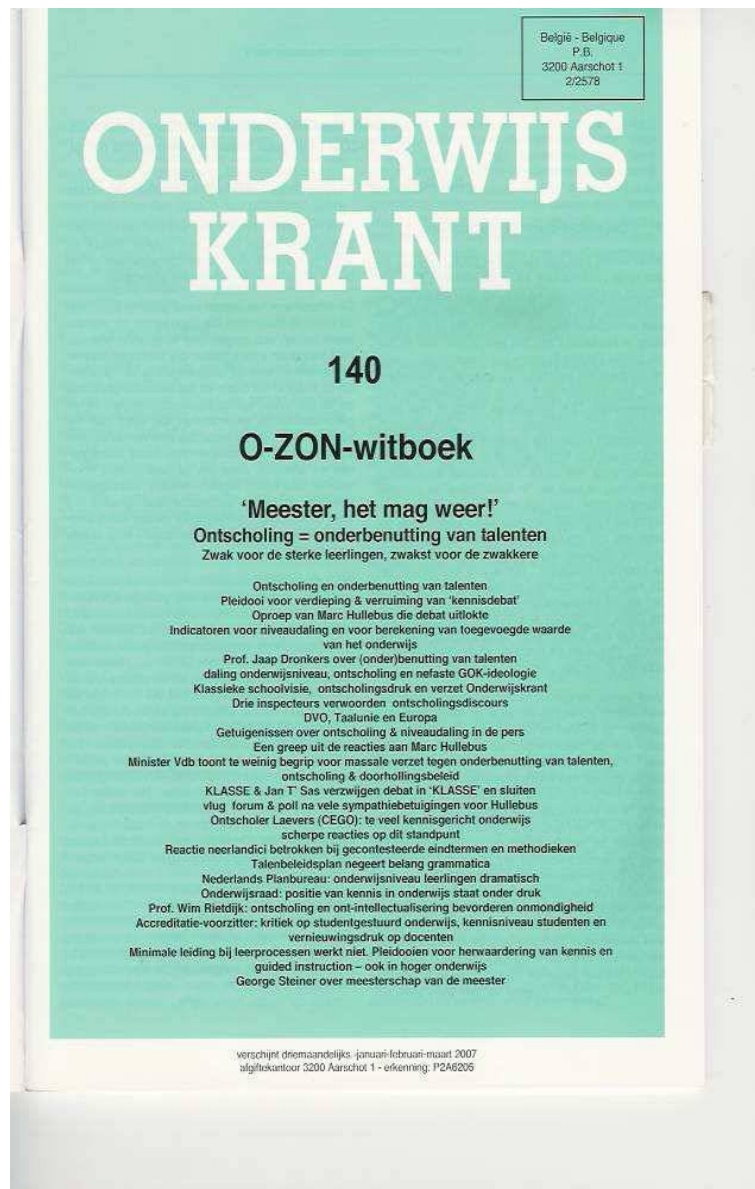 België - Belgique
P.B.
3200 Aarschot 1
2/2578
ONDERWIJS
KRANT
140
O-ZON-witboek
‘Meester, het mag weer!’
Ontscholing = onderbenutting van talenten
Zwak voor de sterke leerlingen, zwakst voor de zwakkere
Ontscholing en onderbenutting van talenten
Pleidooi voor verdieping & verruiming van ‘kennisdebat’
Oproep van Marc Hullebus die debat uitlokte
Indicatoren voor niveaudaling en voor berekening van toegevoegde waarde
van het onderwijs
Prof. Jaap Dronkers over (onder)benutting van talenten
daling onderwijsniveau, ontscholing en nefaste GOK-ideologie
Klassieke schoolvisie, ontscholingsdruk en verzet Onderwijskrant
Drie inspecteurs verwoorden ontscholingsdiscours
DVO, Taalunie en Europa
Getuigenissen over ontscholing & niveaudaling in de pers
Een greep uit de reacties aan Marc Hullebus
Minister Vdb toont te weinig begrip voor massale verzet tegen onderbenutting van talenten,
ontscholing & doorhollingsbeleid
KLASSE & Jan T’ Sas verzwijgen debat in ‘KLASSE’ en sluiten
vlug forum & poll na vele sympathiebetuigingen voor Hullebus
Ontscholer Laevers (CEGO): te veel kennisgericht onderwijs
scherpe reacties op dit standpunt
Reactie neerlandici betrokken bij gecontesteerde eindtermen en methodieken
Talenbeleidsplan negeert belang grammatica
Nederlands Planbureau: onderwijsniveau leerlingen dramatisch
Onderwijsraad: positie van kennis in onderwijs staat onder druk
Prof. Wim Rietdijk: ontscholing en ont-intellectualisering bevorderen onmondigheid
Accreditatie-voorzitter: kritiek op studentgestuurd onderwijs, kennisniveau studenten en
vernieuwingsdruk op docenten
Minimale leiding bij leerprocessen werkt niet. Pleidooien voor herwaardering van kennis en
guided instruction – ook in hoger onderwijs
George Steiner over meesterschap van de meester
verschijnt driemaandelijks -januari-februari-maart 2007
afgiftekantoor 3200 Aarschot 1 - erkenning: P2A6206